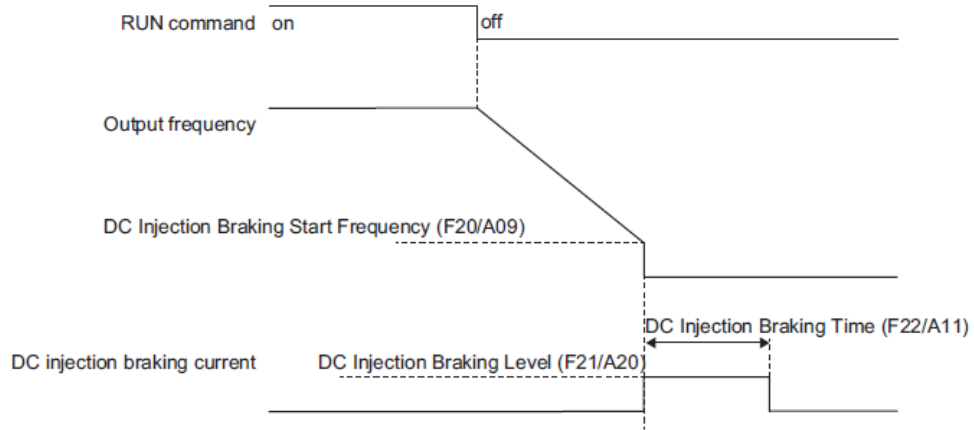 RUN command on off
Output frequency
DC Injection Braking Start Frequency (F20/A09)
DC Injection Braking Time (F22/A11)
DC injection braking current DC Injection Braking Level (F21/A20)